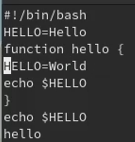 #!/bin/bash
HELLO=Hello
function hello {
HELLO=World
echo $HELLO
}
echo $HELLO
hello